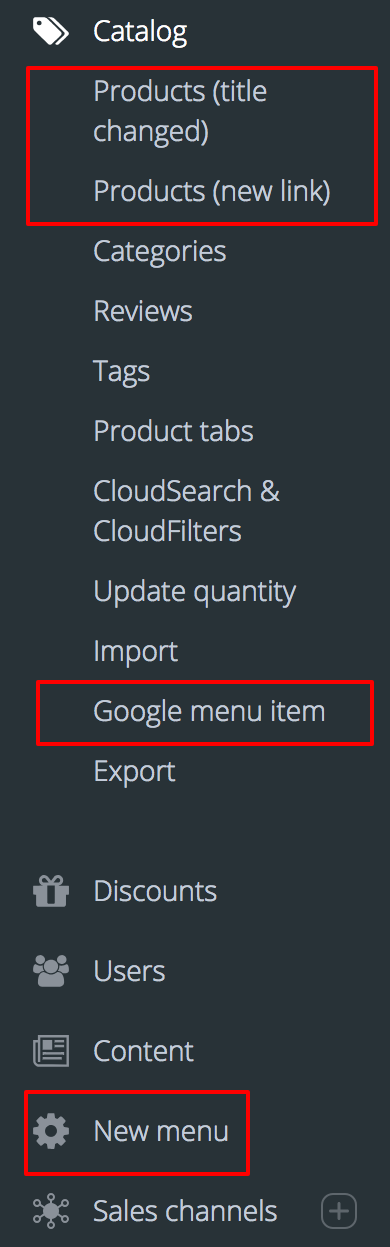 Catalog
Products (title
changed)
Products (new link)
Categories
Reviews
Tags
Product tabs
CloudSearch &
CloudFilters
Update quantity
Import
Google menu item
Export
Discounts
Users
Content
New menu
Sales channels